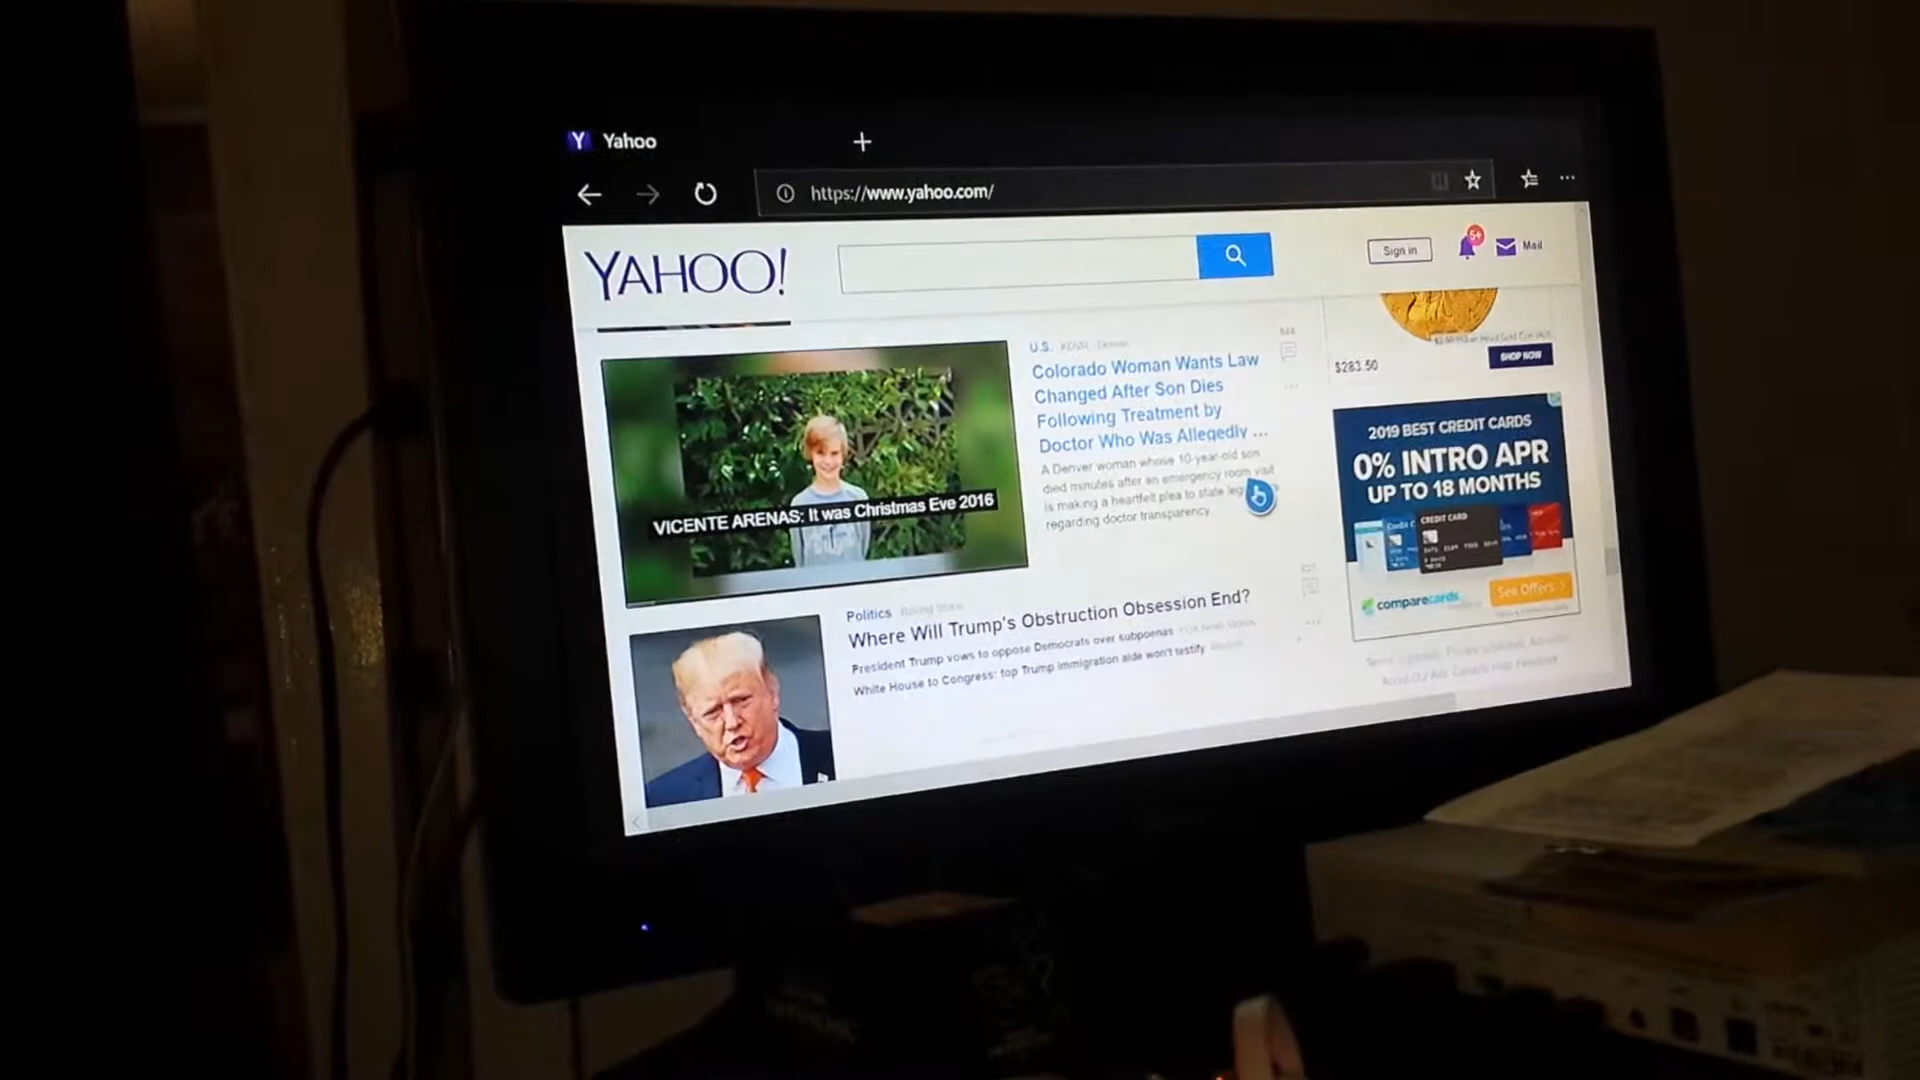 Y Yahoo +
https://www.yahoo.com/
YAHOO!
Sign in
5+
Mail
U.S.
Colorado Woman Wants Law
Changed After Son Dies
Following Treatment by
Doctor Who Was Allegedly ...
A Denver woman whose 10-year-old son
died minutes after an emergency room visit
is making a heartfelt plea to state leg
regarding doctor transparency.
VICENTE ARENAS: It was Christmas Eve 2016
$283.50
SHOP NOW
2019 BEST CREDIT CARDS
0% INTRO APR
UP TO 18 MONTHS
CREDIT CARD
comparecards
See Offers >
Politics Rolling Stone
Where Will Trump's Obstruction Obsession End?
President Trump vows to oppose Democrats over subpoenas
White House to Congress: top Trump immigration aide won't testify